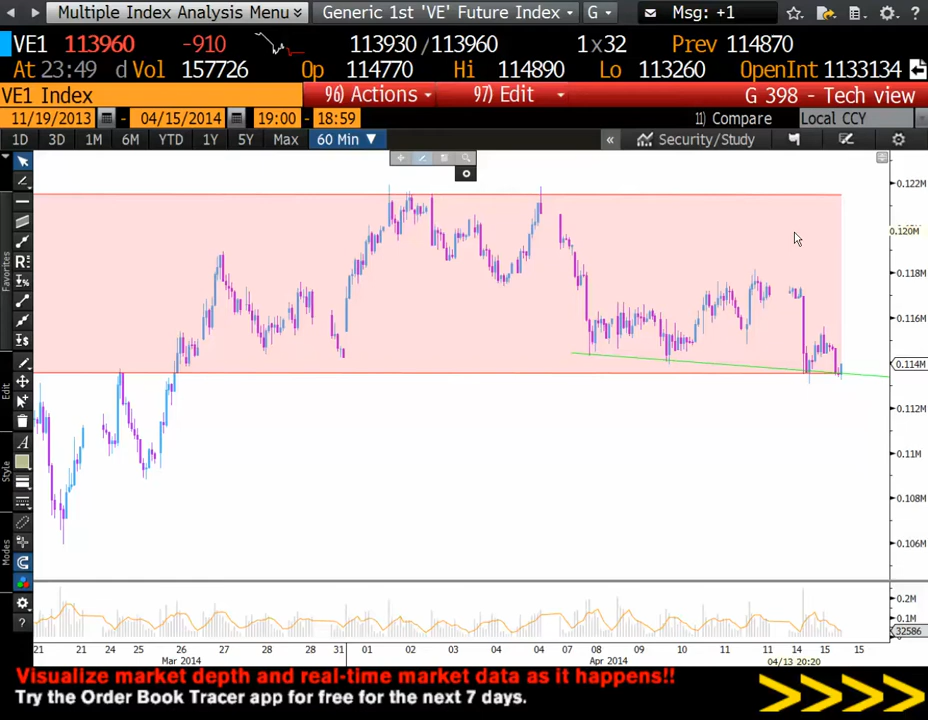 Multiple Index Analysis Menu Generic 1st 'VE' Future Index G Msg: +1 ?
VE1 113960 -910 113930 /113960 1x32 Prev 114870
At 23:49 d Vol 157726 Op 114770 Hi 114890 Lo 113260 OpenInt 1133134
VE1 Index 96) Actions 97) Edit G 398 - Tech view
11/19/2013 - 04/15/2014 19:00 - 18:59 11) Compare Local CCY
1D 3D 1M 6M YTD 1Y 5Y Max 60 Min ▼ « Security/Study
Favorites
Edit
Style
Modes
R
%
$
A
?
0.122M
0.120M
0.118M
0.116M
0.114M
0.112M
0.11M
0.108M
0.106M
0.2M
0.1M
32586
21 24 25 26 27 28 31 01 02 03 04 04 07 08 09 10 11 11 14 15 15
Mar 2014 Apr 2014 04/13 20:20
Visualize market depth and real-time market data as it happens!!
Try the Order Book Tracer app for free for the next 7 days.
>>>>